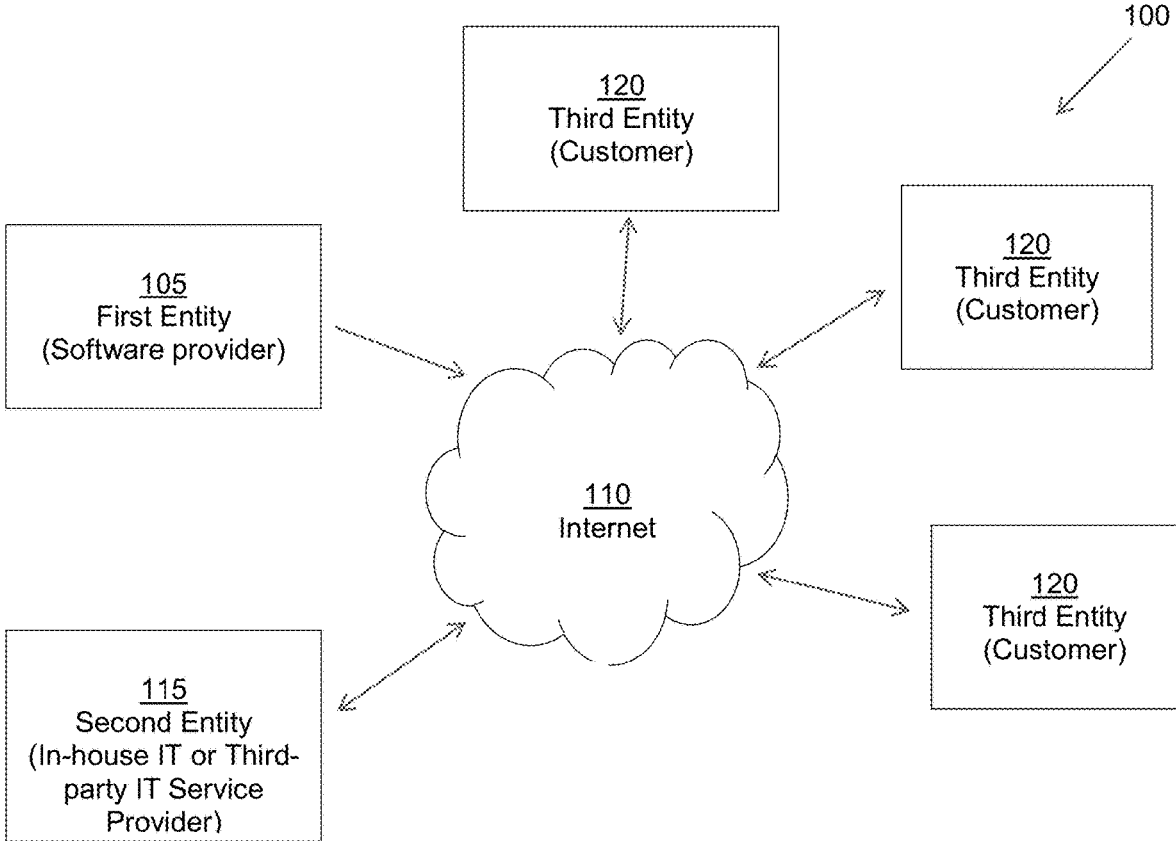 100
120
Third Entity
(Customer)
120
Third Entity
(Customer)
105
First Entity
(Software provider)
110
Internet
120
Third Entity
(Customer)
115
Second Entity
(In-house IT or Third-
party IT Service
Provider)